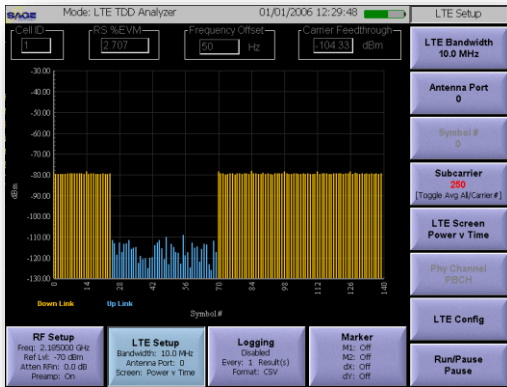 SAGE Mode: LTE TDD Analyzer 01/01/2006 12:29:48 LTE Setup
Cell ID RS %EVM Frequency Offset Carrier Feedthrough
1 2.707 50 Hz -104.33 dBm
LTE Bandwidth
10.0 MHz
Antenna Port
0
Symbol #
0
Subcarrier
250
[Toggle Avg All/Carrier#]
LTE Screen
Power v Time
Phy Channel
PBCH
LTE Config
Run/Pause
Pause
-30.00
-40.00
-50.00
-60.00
-70.00
-80.00
-90.00
-100.00
-110.00
-120.00
-130.00
dBm
0 14 28 42 56 70 84 98 112 126 140
Down Link Up Link
Symbol#
RF Setup
Freq: 2.185000 GHz
Ref Lvl: -70 dBm
Atten RFin: 0.0 dB
Preamp: On
LTE Setup
Bandwidth: 10.0 MHz
Antenna Port: 0
Screen: Power v Time
Logging
Disabled
Every: 1 Result(s)
Format: CSV
Marker
M1: Off
M2: Off
dX: Off
dY: Off